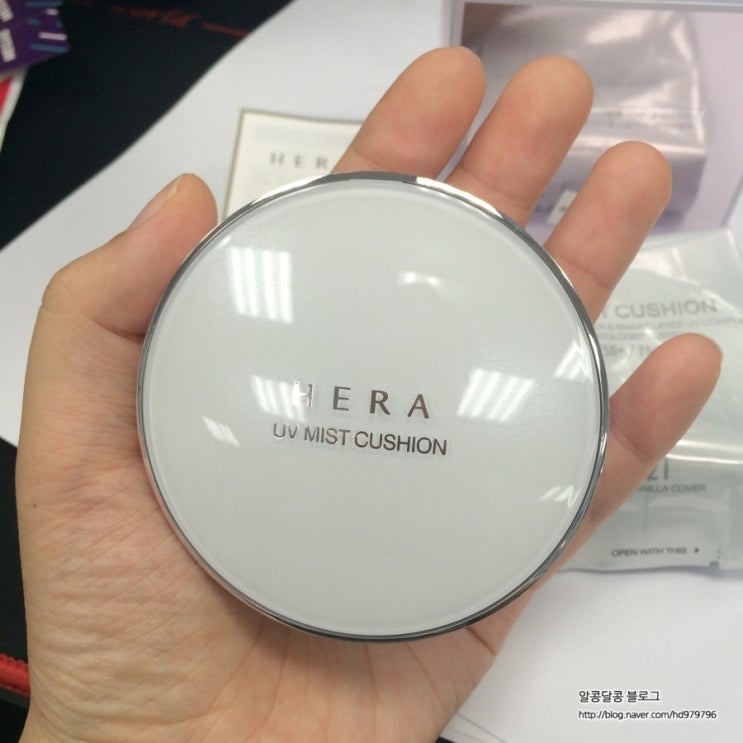 HERA
HERA
UV MIST CUSHION
CUSHION
21
VANILLA COVER
OPEN WITH THIS ▶
알콩달콩 블로그
http://blog.naver.com/hd979796